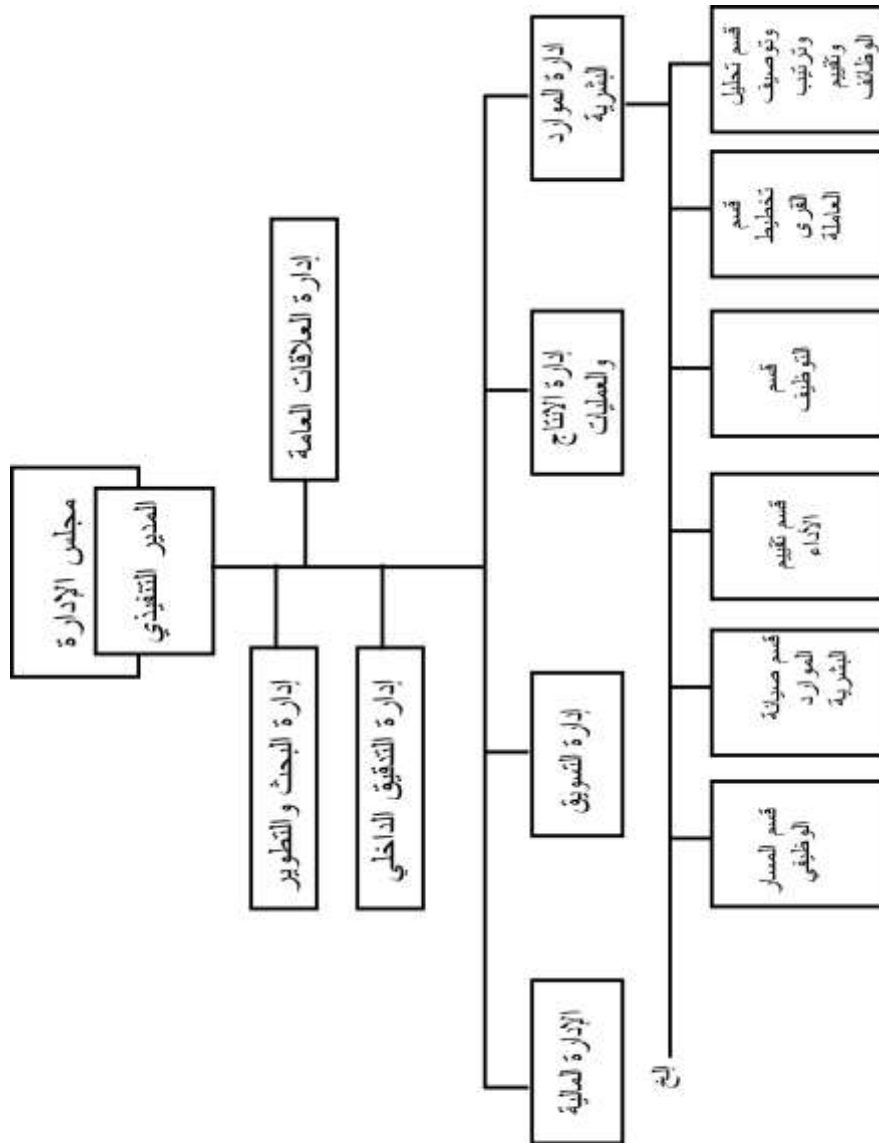 مجلس الإدارة
المدير التنفيذي
إدارة العلاقات العامة
إدارة البحث والتطوير
إدارة التدقيق الداخلي
إدارة الموارد
البشرية
إدارة الإنتاج
والعمليات
إدارة التسويق
الإدارة المالية
قسم تحليل
وتوصيف
وترتيب
وتقييم
الوظائف
قسم
تخطيط
القوى
العاملة
قسم
التوظيف
قسم تقييم
الأداء
قسم صيانة
الموارد
البشرية
قسم المسار
الوظيفي
إلخ